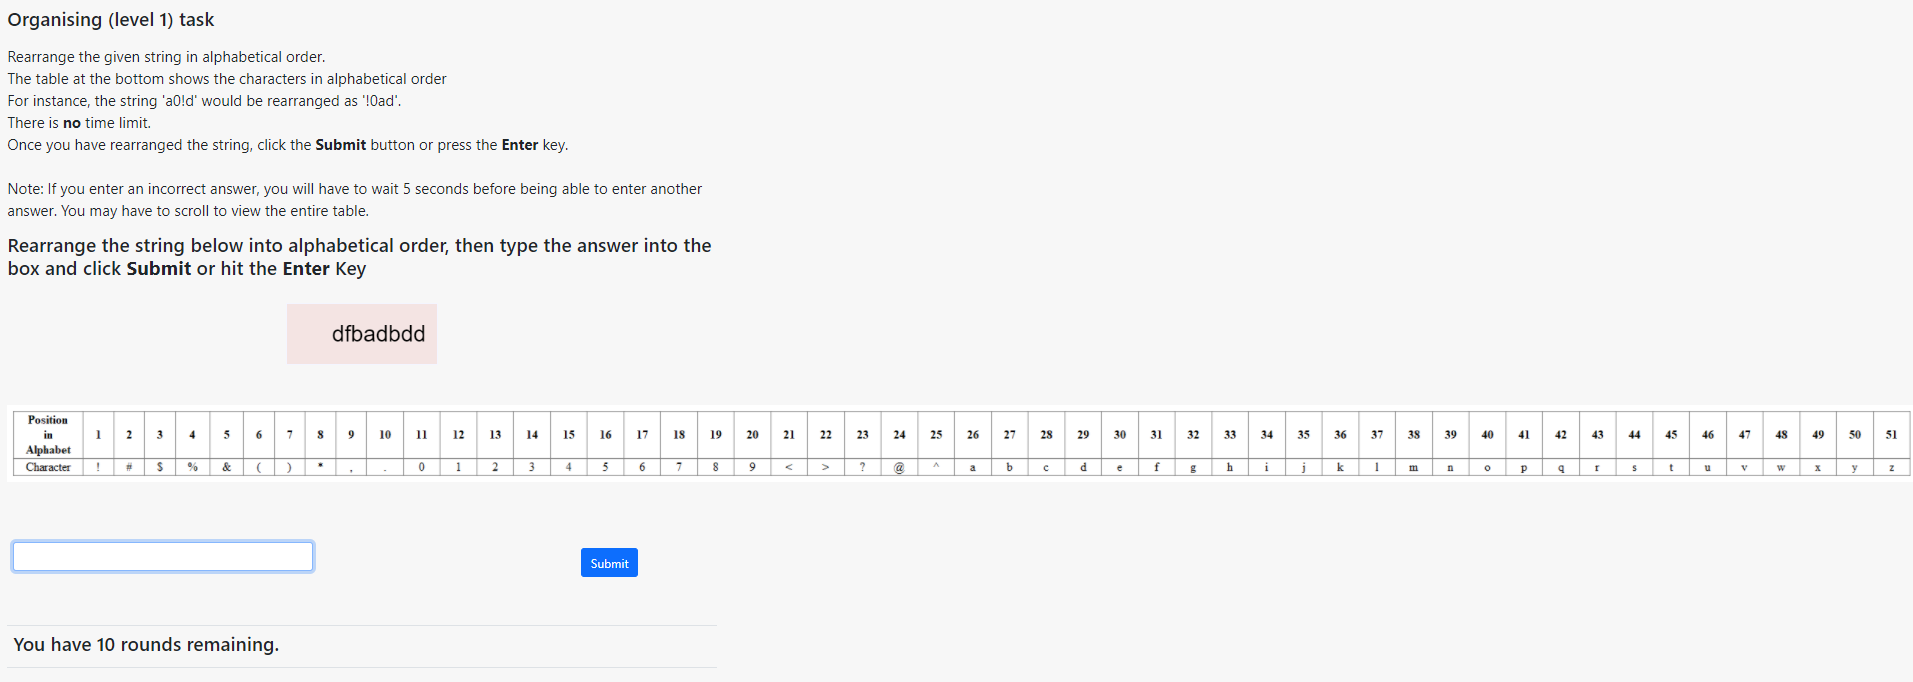 Organising (level 1) task
Rearrange the given string in alphabetical order.
The table at the bottom shows the characters in alphabetical order
For instance, the string 'a0!d' would be rearranged as '!0ad'.
There is no time limit.
Once you have rearranged the string, click the Submit button or press the Enter key.
Note: If you enter an incorrect answer, you will have to wait 5 seconds before being able to enter another
answer. You may have to scroll to view the entire table.
Rearrange the string below into alphabetical order, then type the answer into the
box and click Submit or hit the Enter Key
dfbadbdd
Position
in
Alphabet 1 2 3 4 5 6 7 8 9 10 11 12 13 14 15 16 17 18 19 20 21 22 23 24 25 26 27 28 29 30 31 32 33 34 35 36 37 38 39 40 41 42 43 44 45 46 47 48 49 50 51
Character ! # $ % & ( ) * , . 0 1 2 3 4 5 6 7 8 9 < > ? @ ^ a b c d e f g h i j k l m n o p q r s t u v w x y z
Submit
You have 10 rounds remaining.